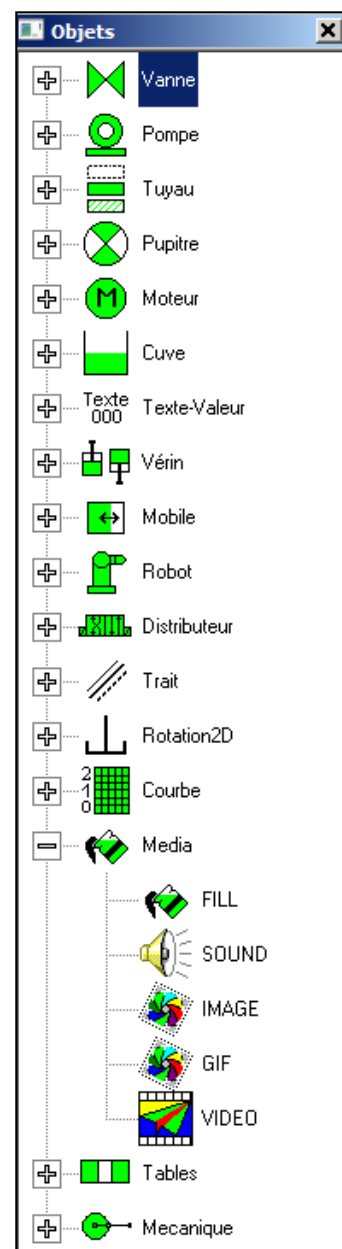 Objets
Vanne
Pompe
Tuyau
Pupitre
M Moteur
Cuve
Texte
000 Texte-Valeur
Vérin
Mobile
Robot
Distributeur
Trait
Rotation2D
2
1
0 Courbe
Media
FILL
SOUND
IMAGE
GIF
VIDEO
Tables
Mecanique